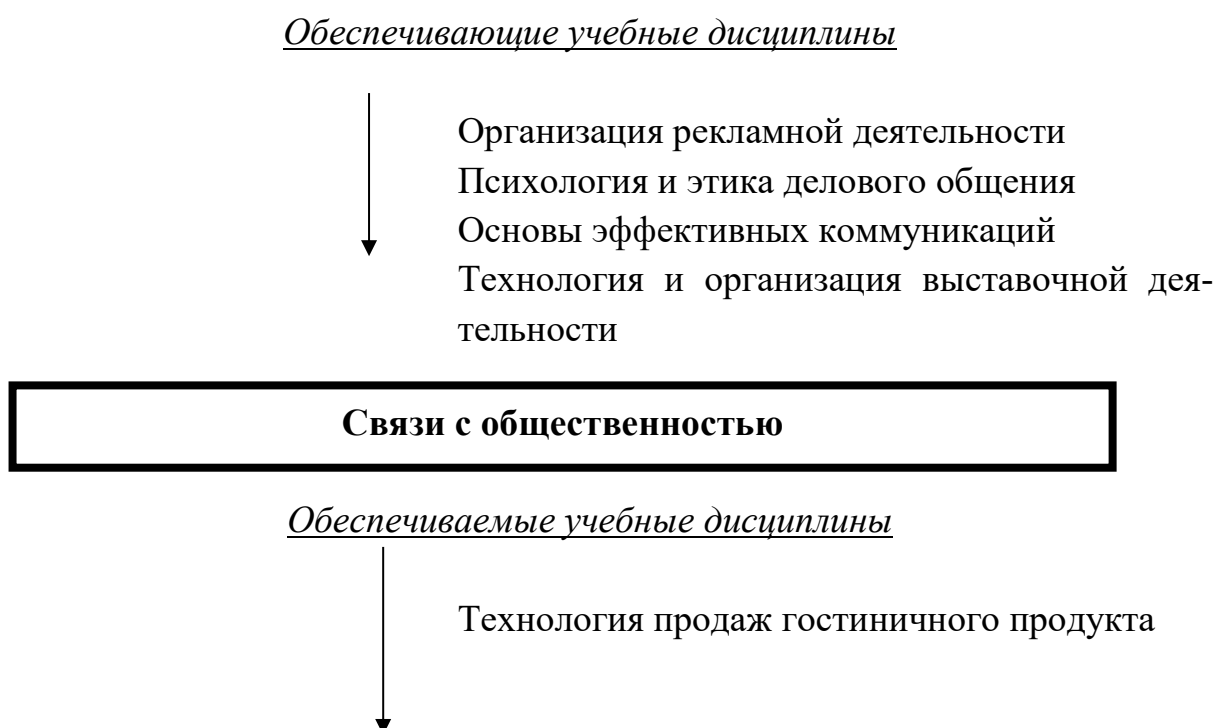 Обеспечивающие учебные дисциплины
Организация рекламной деятельности
Психология и этика делового общения
Основы эффективных коммуникаций
Технология и организация выставочной дея-
тельности
Связи с общественностью
Обеспечиваемые учебные дисциплины
Технология продаж гостиничного продукта